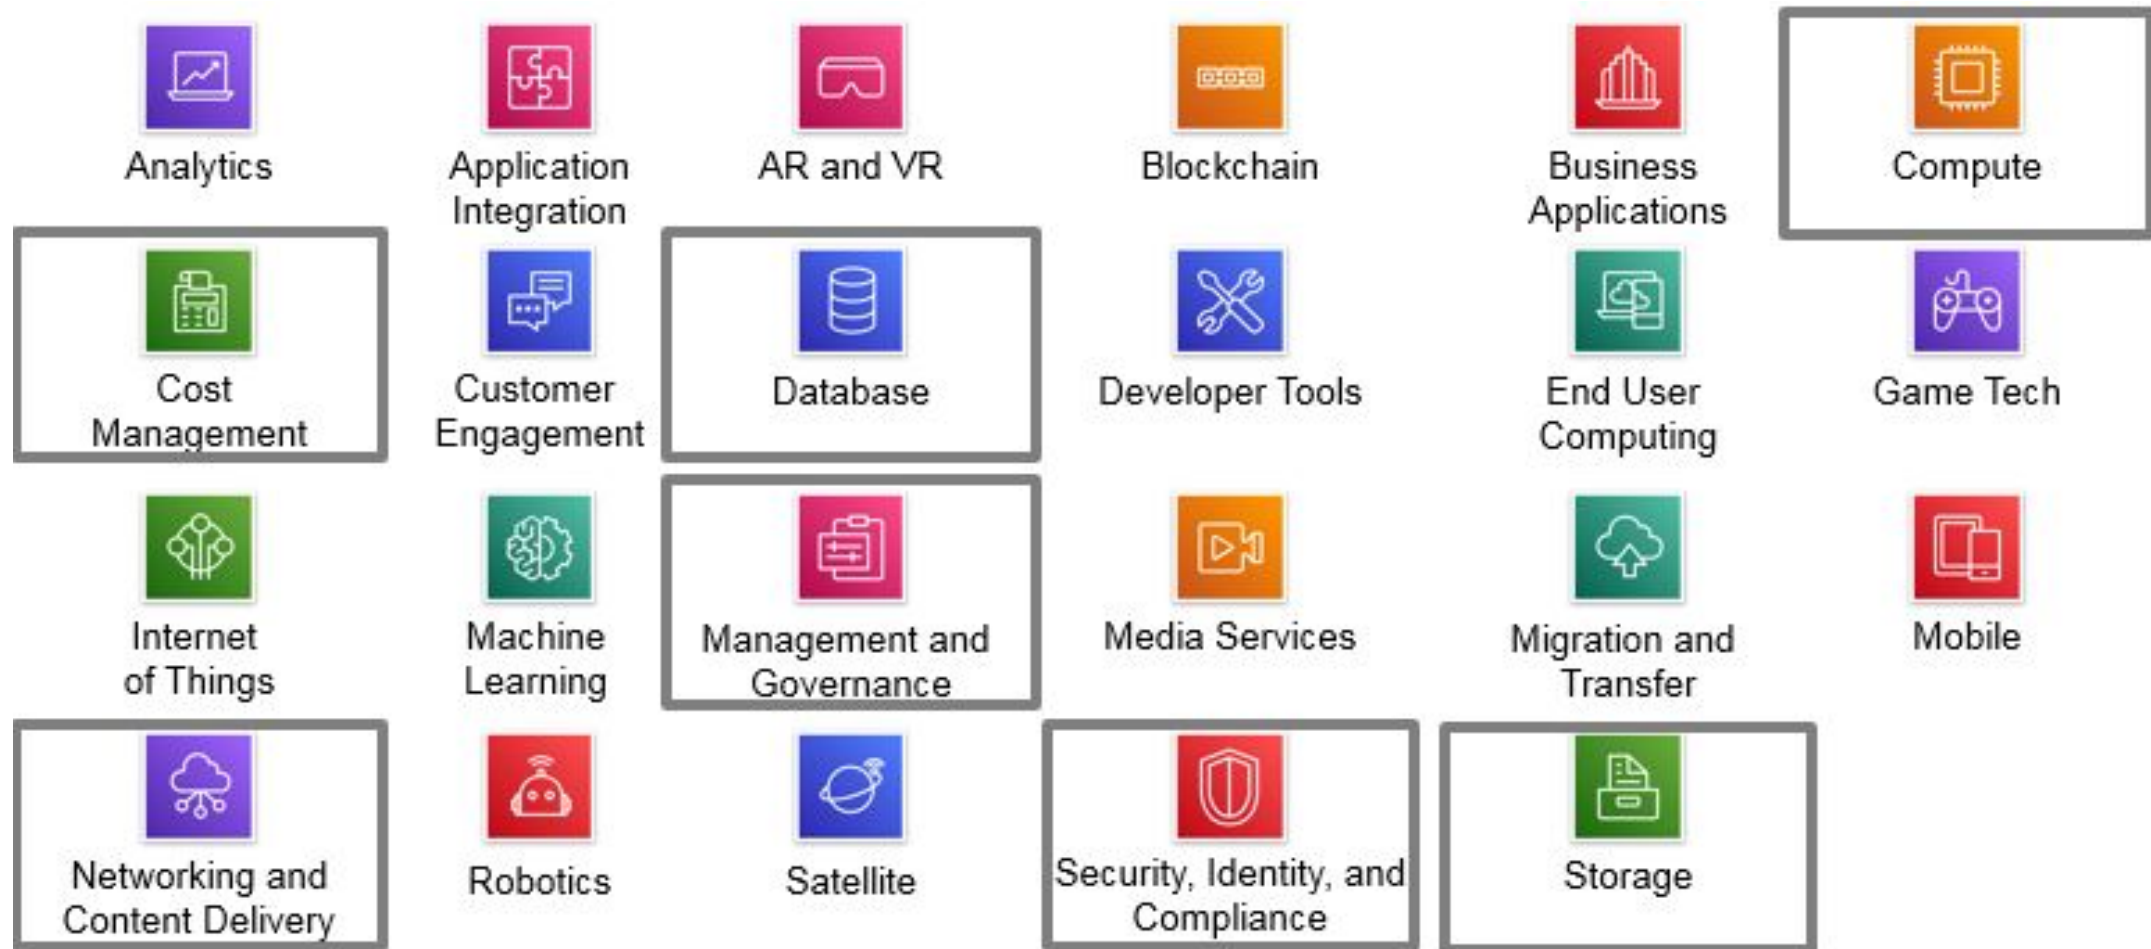 Analytics
Application
Integration
AR and VR
Blockchain
Business
Applications
Compute
Cost
Management
Customer
Engagement
Database
Developer Tools
End User
Computing
Game Tech
Internet
of Things
Machine
Learning
Management and
Governance
Media Services
Migration and
Transfer
Mobile
Networking and
Content Delivery
Robotics
Satellite
Security, Identity, and
Compliance
Storage